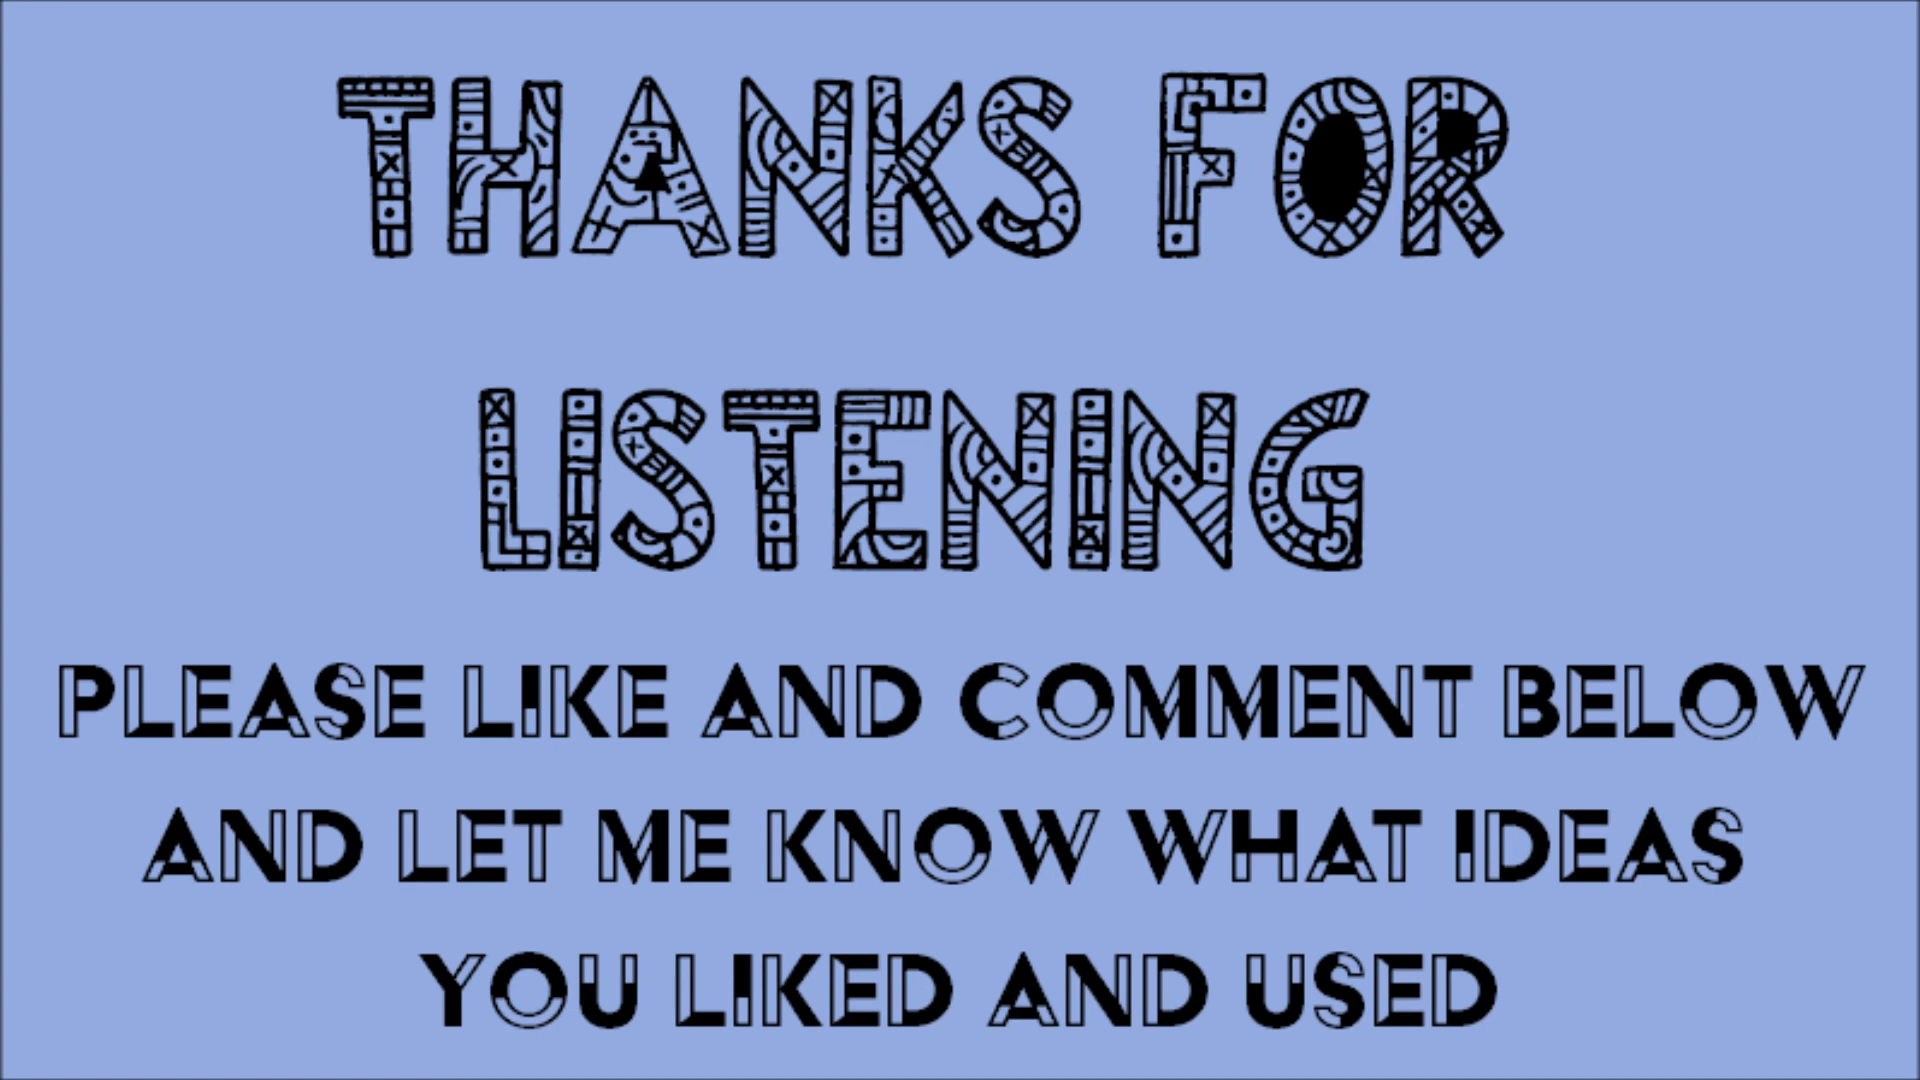 THANKS FOR
LISTENING
PLEASE LIKE AND COMMENT BELOW
AND LET ME KNOW WHAT IDEAS
YOU LIKED AND USED